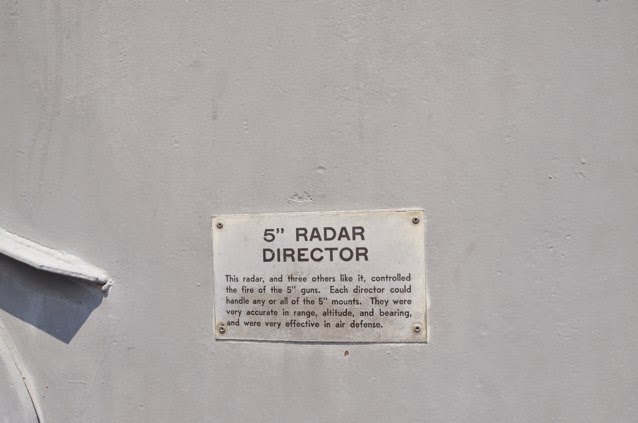 5" RADAR
DIRECTOR
This radar, and three others like it, controlled
the fire of the 5" guns. Each director could
handle any or all of the 5" mounts. They were
very accurate in range, altitude, and bearing,
and were very effective in air defense.